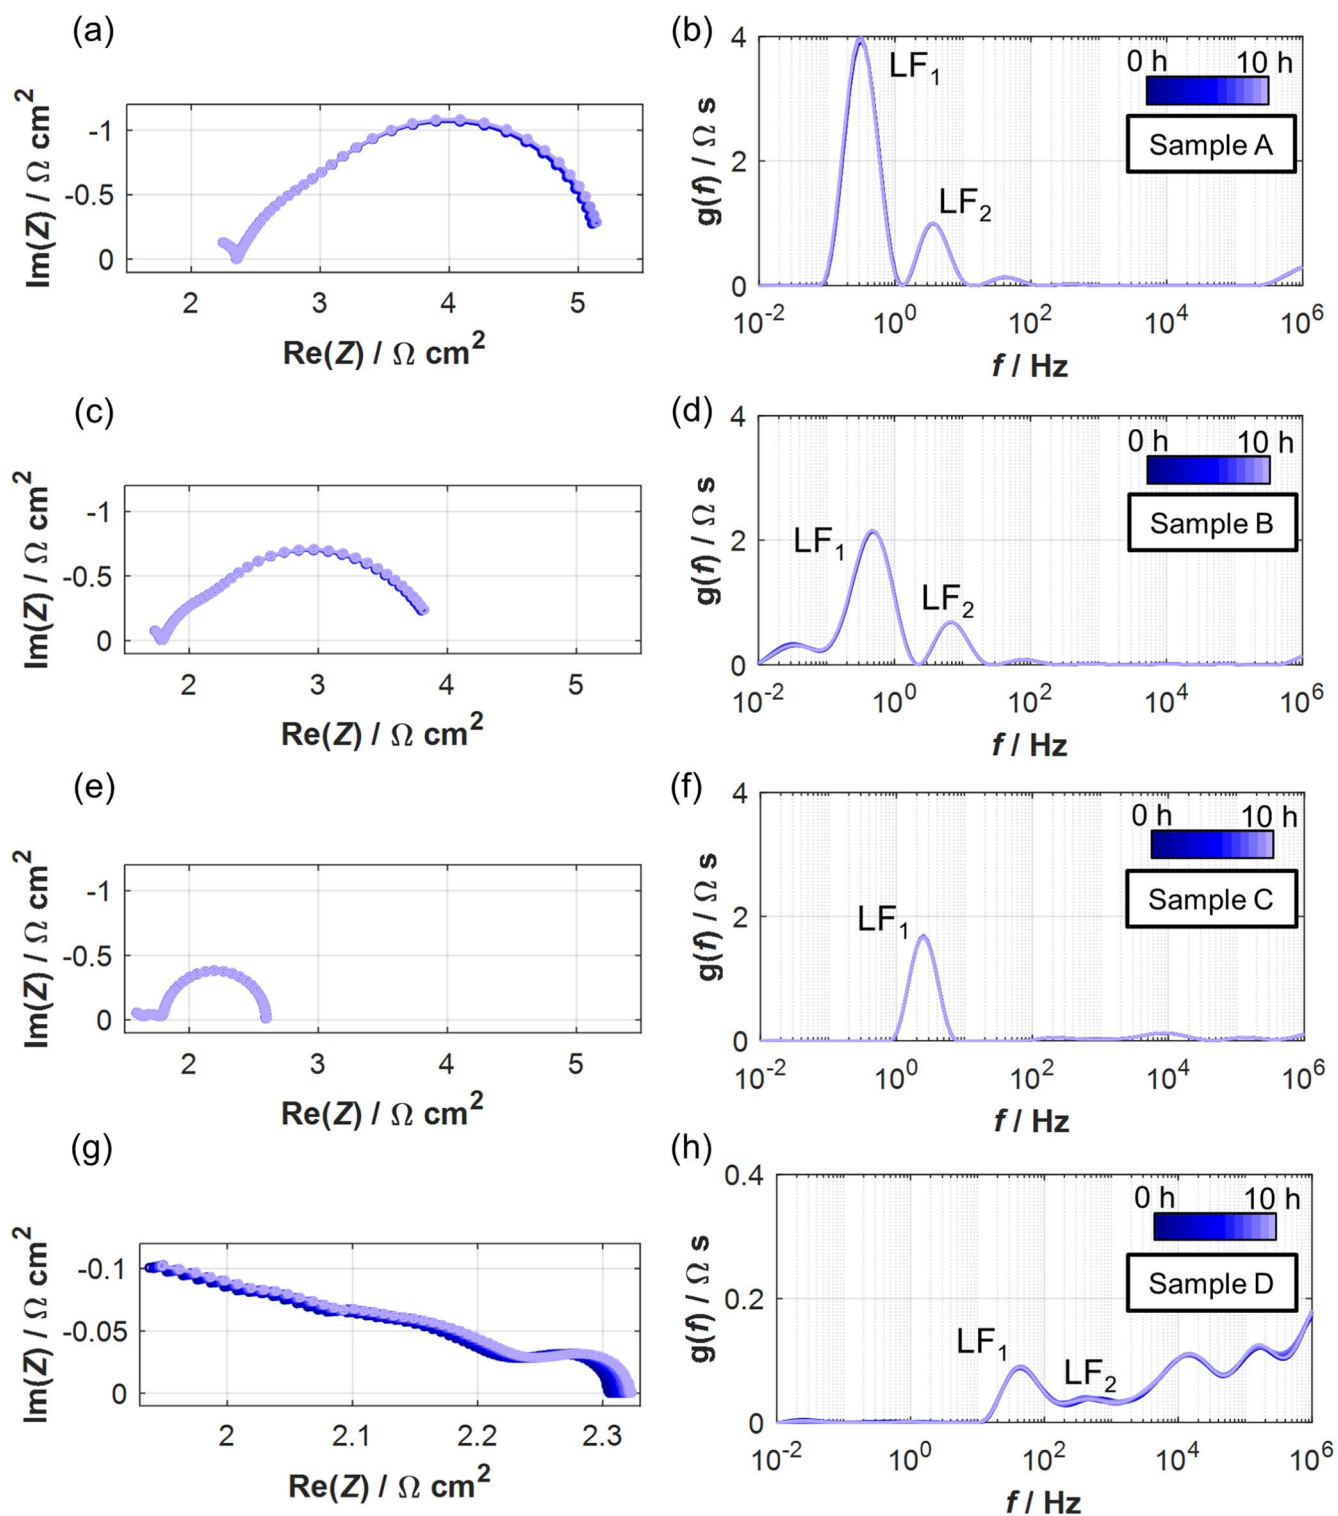 (a)
-1
-0.5
0
2 3 4 5
Im(Z) / Ω cm²
Re(Z) / Ω cm²
(b)
4
2
0
10⁻² 10⁰ 10² 10⁴ 10⁶
g(f) / Ω s
f / Hz
LF₁
LF₂
0 h 10 h
Sample A
(c)
-1
-0.5
0
2 3 4 5
Im(Z) / Ω cm²
Re(Z) / Ω cm²
(d)
4
2
0
10⁻² 10⁰ 10² 10⁴ 10⁶
g(f) / Ω s
f / Hz
LF₁
LF₂
0 h 10 h
Sample B
(e)
-1
-0.5
0
2 3 4 5
Im(Z) / Ω cm²
Re(Z) / Ω cm²
(f)
4
2
0
10⁻² 10⁰ 10² 10⁴ 10⁶
g(f) / Ω s
f / Hz
LF₁
0 h 10 h
Sample C
(g)
-0.1
-0.05
0
2 2.1 2.2 2.3
Im(Z) / Ω cm²
Re(Z) / Ω cm²
(h)
0.4
0.2
0
10⁻² 10⁰ 10² 10⁴ 10⁶
g(f) / Ω s
f / Hz
LF₁
LF₂
0 h 10 h
Sample D